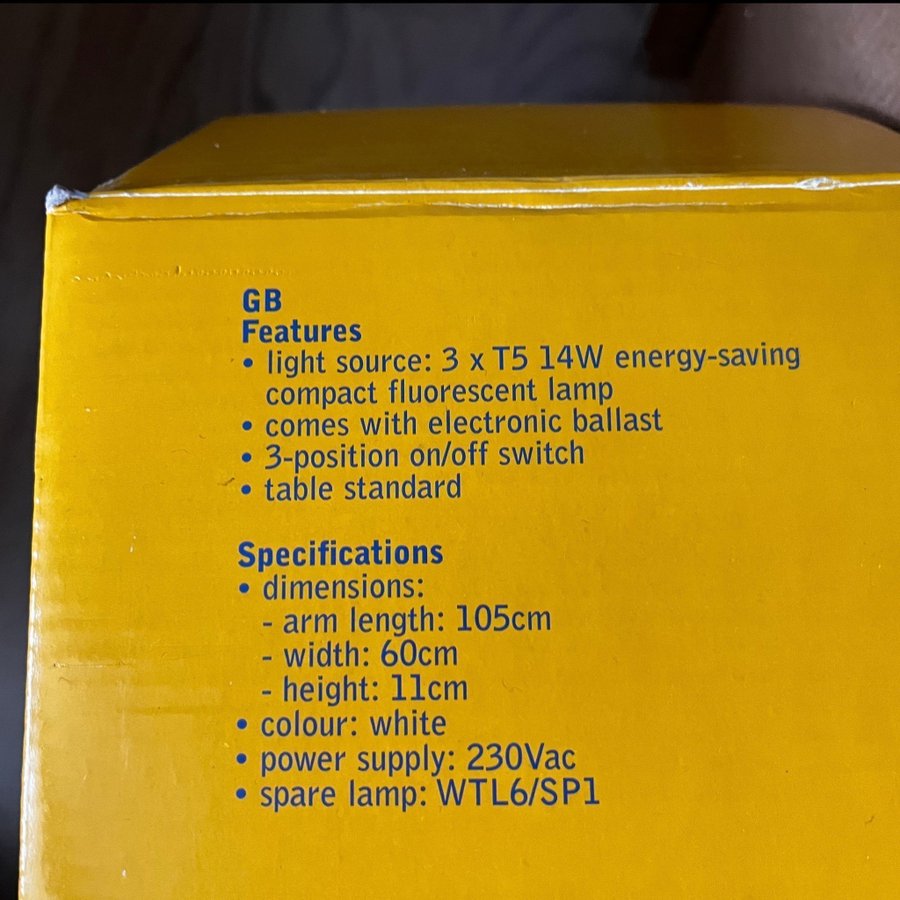 GB
Features
• light source: 3 x T5 14W energy-saving
compact fluorescent lamp
• comes with electronic ballast
• 3-position on/off switch
• table standard
Specifications
• dimensions:
- arm length: 105cm
- width: 60cm
- height: 11cm
• colour: white
• power supply: 230Vac
• spare lamp: WTL6/SP1